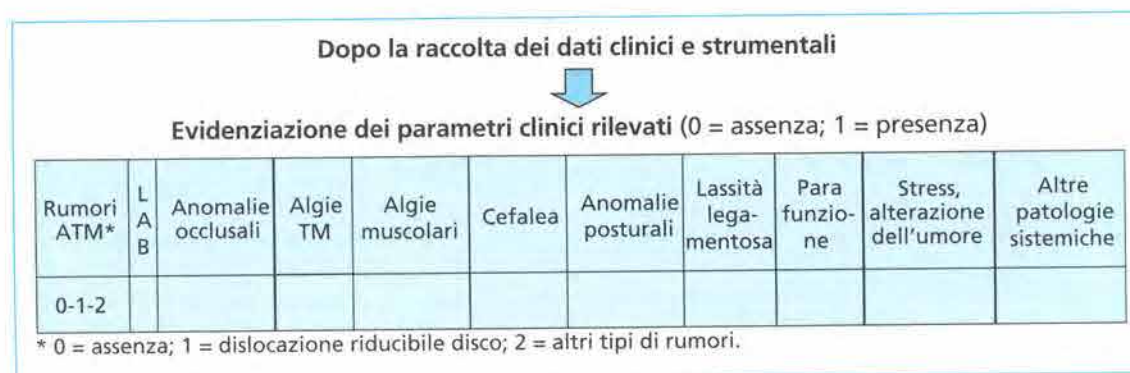 Dopo la raccolta dei dati clinici e strumentali
Evidenziazione dei parametri clinici rilevati (0 = assenza; 1 = presenza)
Rumori
ATM*
L
A
B
Anomalie
occlusali
Algie
TM
Algie
muscolari
Cefalea
Anomalie
posturali
Lassità
lega-
mentosa
Para
funzio-
ne
Stress,
alterazione
dell'umore
Altre
patologie
sistemiche
0-1-2
* 0 = assenza; 1 = dislocazione riducibile disco; 2 = altri tipi di rumori.